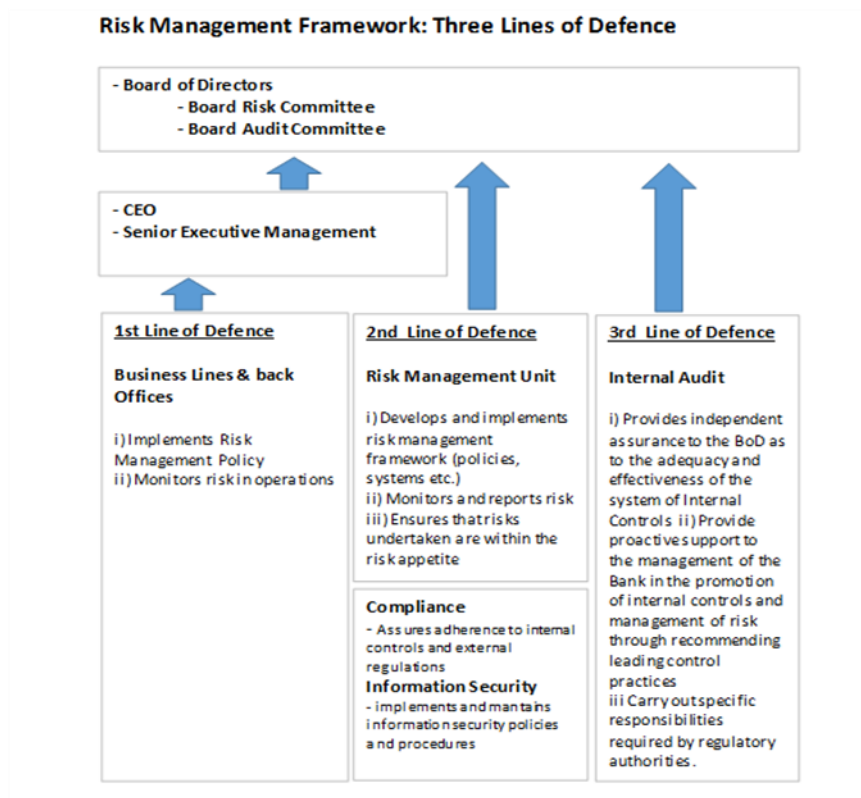 Risk Management Framework: Three Lines of Defence
- Board of Directors
- Board Risk Committee
- Board Audit Committee
- CEO
- Senior Executive Management
1st Line of Defence
Business Lines & back
Offices
i) Implements Risk
Management Policy
ii) Monitors risk in operations
2nd Line of Defence
Risk Management Unit
i) Develops and implements
risk management
framework (policies,
systems etc.)
ii) Monitors and reports risk
iii) Ensures that risks
undertaken are within the
risk appetite
Compliance
- Assures adherence to internal
controls and external
regulations
Information Security
- implements and mantains
information security policies
and procedures
3rd Line of Defence
Internal Audit
i) Provides independent
assurance to the BoD as
to the adequacy and
effectiveness of the
system of Internal
Controls ii) Provide
proactive support to
the management of the
Bank in the promotion
of internal controls and
management of risk
through recommending
leading control
practices
iii Carry out specific
responsibilities
required by regulatory
authorities.